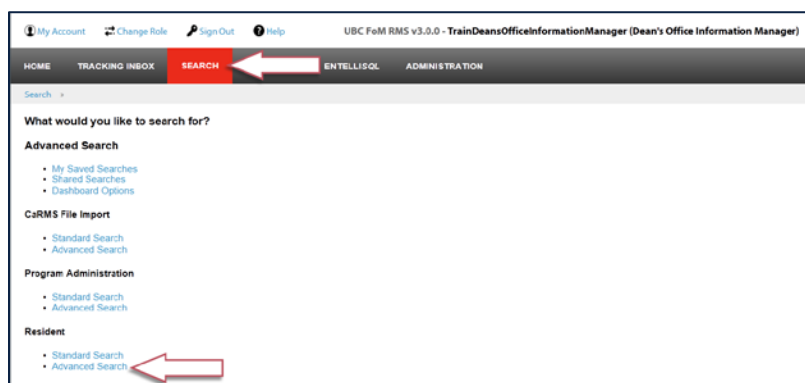 My Account Change Role Sign Out Help UBC FoM RMS v3.0.0 - TrainDeansOfficeInformationManager (Dean's Office Information Manager)
HOME TRACKING INBOX SEARCH ENTELLISQL ADMINISTRATION
Search »
What would you like to search for?
Advanced Search
• My Saved Searches
• Shared Searches
• Dashboard Options
CaRMS File Import
• Standard Search
• Advanced Search
Program Administration
• Standard Search
• Advanced Search
Resident
• Standard Search
• Advanced Search